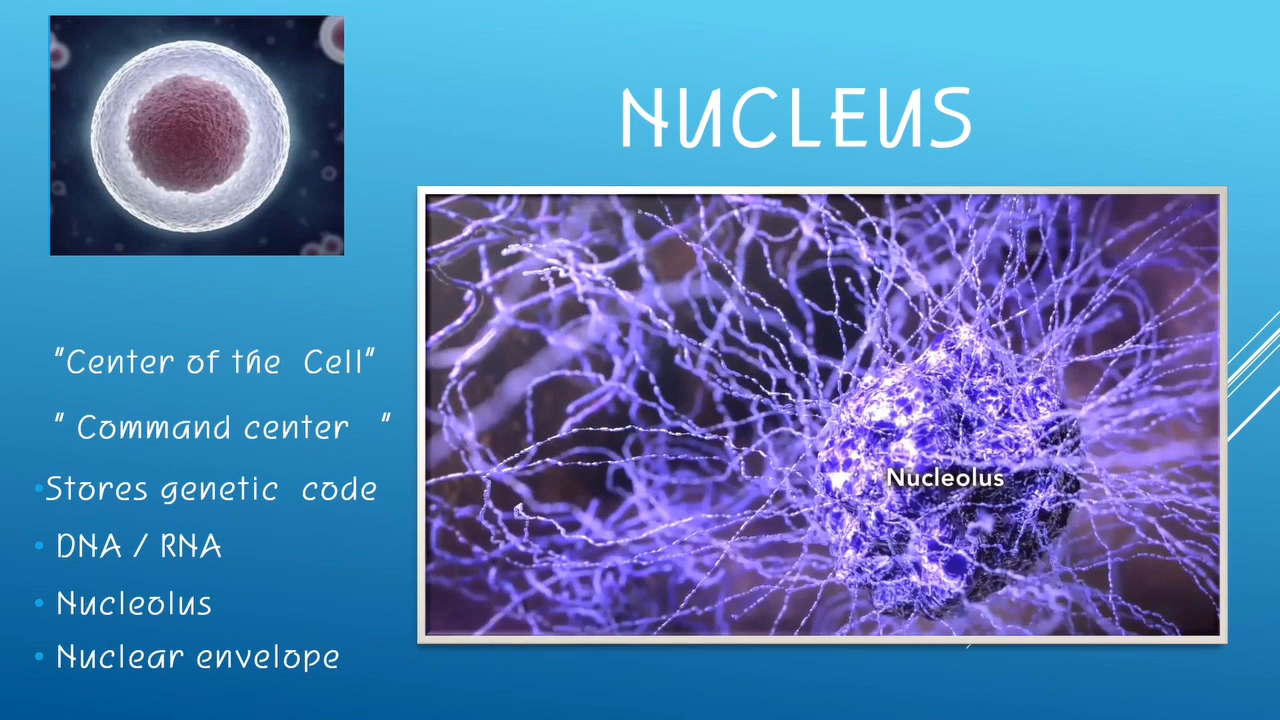 NUCLEUS
"Center of the Cell"
" Command center "
•Stores genetic code
• DNA / RNA
• Nucleolus
• Nuclear envelope
Nucleolus